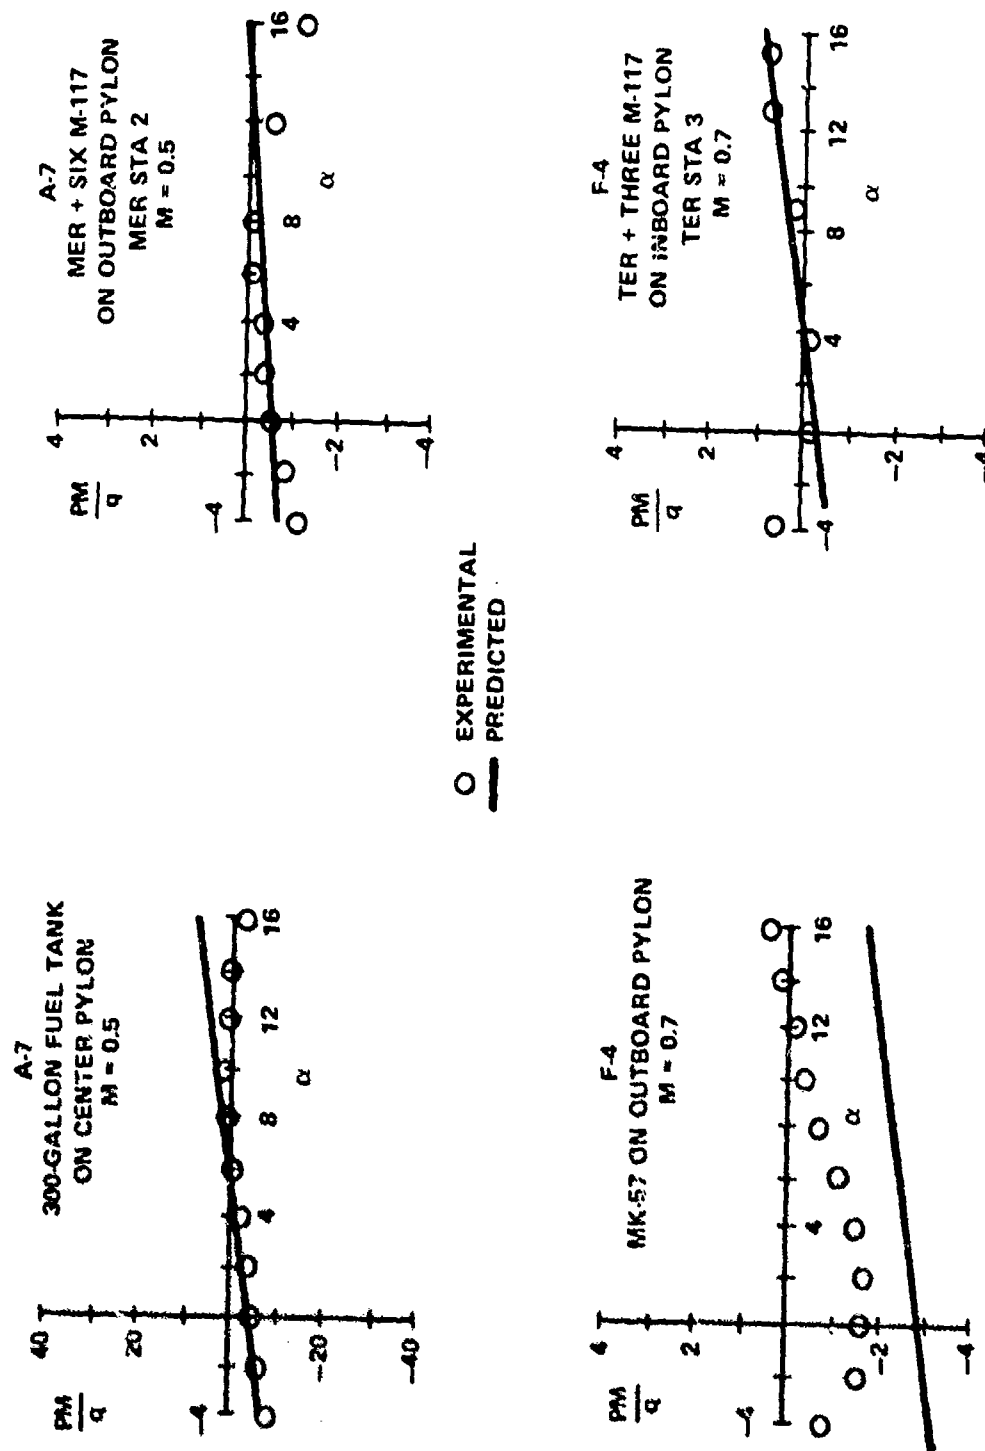 A-7
300-GALLON FUEL TANK
ON CENTER PYLON
M = 0.5
PM
q
40
20
-20
-40
-4
4
8
12
16
α
A-7
MER + SIX M-117
ON OUTBOARD PYLON
MER STA 2
M = 0.5
PM
q
4
2
-2
-4
-4
4
8
16
α
O EXPERIMENTAL
— PREDICTED
F-4
MK-57 ON OUTBOARD PYLON
M = 0.7
PM
q
4
2
-2
-4
-4
4
12
16
α
F-4
TER + THREE M-117
ON INBOARD PYLON
TER STA 3
M = 0.7
PM
q
4
2
-2
-4
-4
4
8
12
16
α